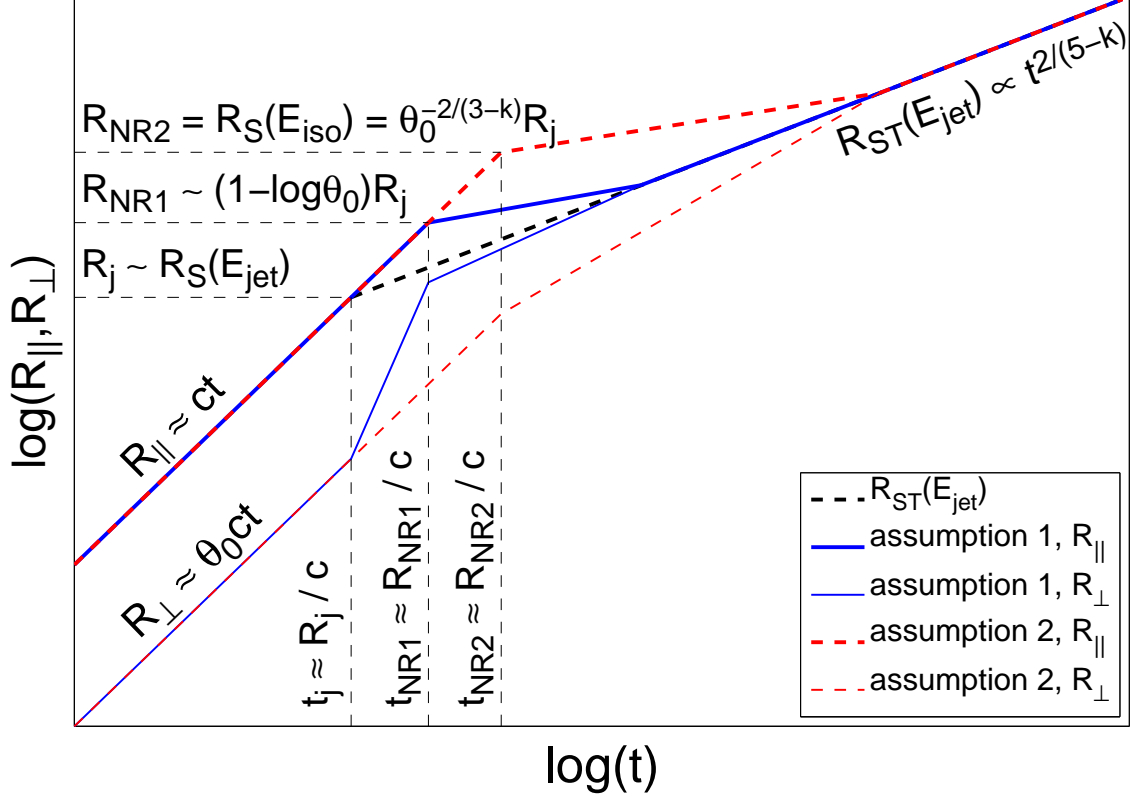 R_NR2 = R_S(E_iso) = θ_0^−2/(3−k) R_j
R_NR1 ~ (1−logθ_0)R_j
R_j ~ R_S(E_jet)
R_ST(E_jet) ∝ t^2/(5−k)
log(R_||,R_⊥)
R_|| ≈ ct
R_⊥ ≈ θ_0ct
t_j ≈ R_j / c
t_NR1 ≈ R_NR1 / c
t_NR2 ≈ R_NR2 / c
R_ST(E_jet)
assumption 1, R_||
assumption 1, R_⊥
assumption 2, R_||
assumption 2, R_⊥
log(t)